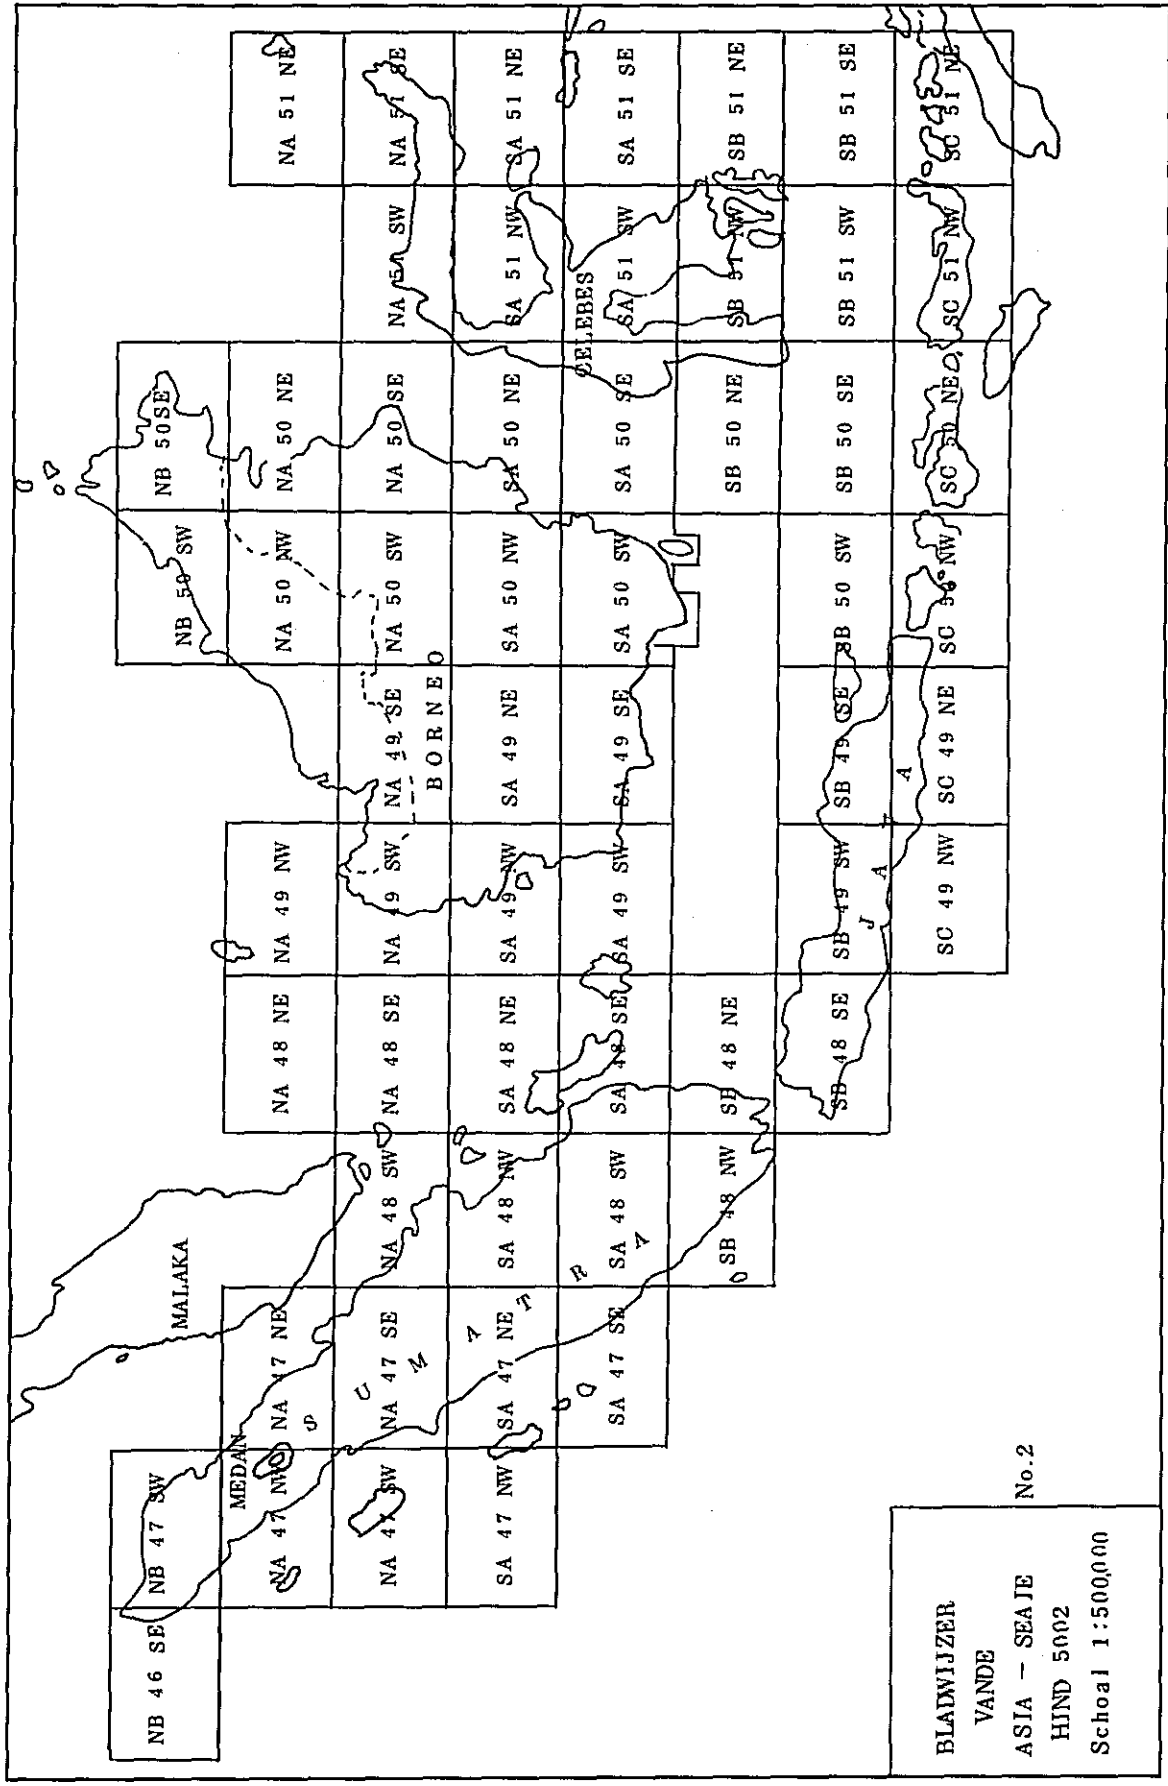 NB 46 SE NB 47 SW NB 50 SW NB 50SE
MALAKA
MEDAN
NA 47 NW NA 47 NE NA 48 NE NA 49 NW NA 50 NW NA 50 NE NA 51 NE
SUMATRA
NA 47 SW NA 47 SE NA 48 SW NA 48 SE NA 49 SW NA 49 SE NA 50 SW NA 50 SE NA 51 SW NA 51 SE
BORNEO
SA 47 NW SA 47 NE SA 48 NW SA 48 NE SA 49 NW SA 49 NE SA 50 NW SA 50 NE SA 51 NW SA 51 NE
CELEBES
SA 47 SE SA 48 SW SA 48 SE SA 49 SW SA 49 SE SA 50 SW SA 50 SE SA 51 SW SA 51 SE
SB 48 NW SB 48 NE SB 50 NE SB 51 NW SB 51 NE
SB 48 SE SB 49 SW SB 49 SE SB 50 SW SB 50 SE SB 51 SW SB 51 SE
JAVA
SC 49 NW SC 49 NE SC 50 NW SC 50 NE SC 51 NW SC 51 NE
BLADWIJZER
VANDE
ASIA - SEAJE
HIND 5002
Schoal 1:500,000
No.2